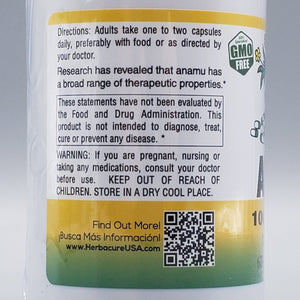 Directions: Adults take one to two capsules
daily, preferably with food or as directed by
your doctor.
Research has revealed that anamu has
a broad range of therapeutic properties.*
These statements have not been evaluated by
the Food and Drug Administration. This
product is not intended to diagnose, treat,
cure or prevent any disease. *
WARNING: If you are pregnant, nursing or
taking any medications, consult your doctor
before use. KEEP OUT OF REACH OF
CHILDREN. STORE IN A DRY COOL PLACE.
Find Out More!
¡Busca Más Información!
www.HerbacureUSA.com
GMO
FREE